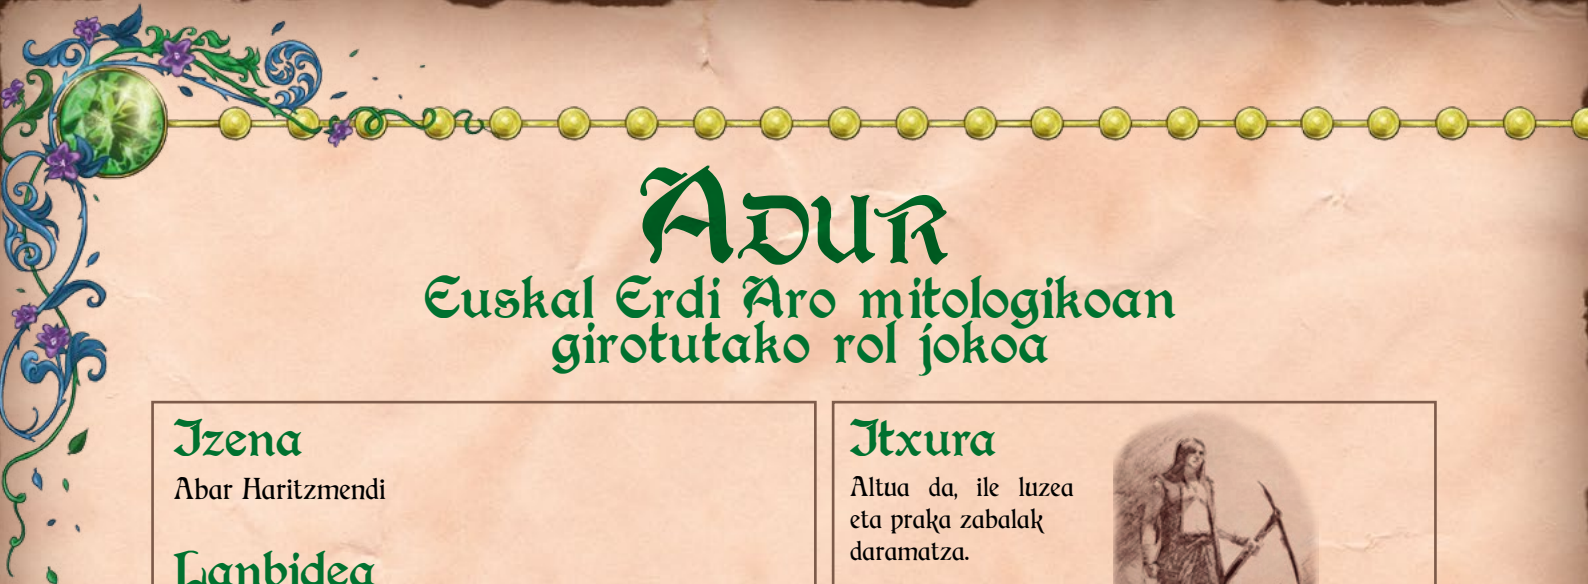 Adur
Euskal Erdi Aro mitologikoan
girotutako rol jokoa
Izena
Abar Haritzmendi
Lanbidea
Itxura
Altua da, ile luzea
eta praka zabalak
daramatza.